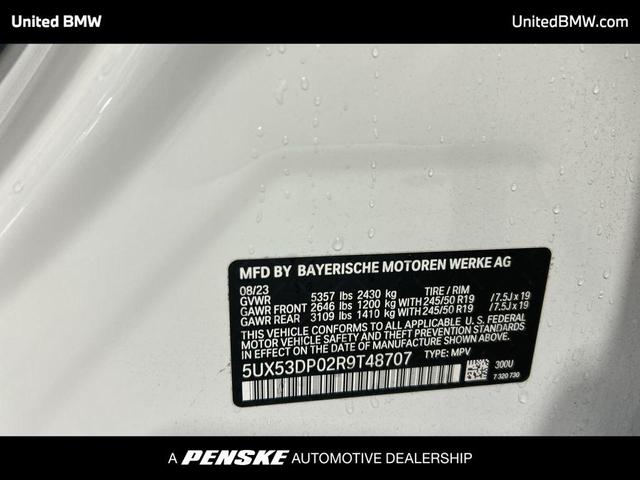 United BMW
UnitedBMW.com
MFD BY BAYERISCHE MOTOREN WERKE AG
08/23
GVWR 5357 lbs 2430 kg TIRE / RIM
GAWR FRONT 2646 lbs 1200 kg WITH 245/50 R19 / 7.5J x 19
GAWR REAR 3109 lbs 1410 kg WITH 245/50 R19 / 7.5J x 19
THIS VEHICLE CONFORMS TO ALL APPLICABLE U. S. FEDERAL
MOTOR VEHICLE SAFETY STANDARDS IN EFFECT ON
THE DATE OF MANUFACTURE SHOWN ABOVE.
5UX53DP02R9T48707 TYPE: MPV
300U
7 320 730
A PENSKE AUTOMOTIVE DEALERSHIP